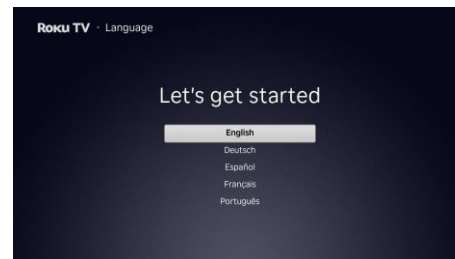 Roku TV - Language
Let's get started
English
Deutsch
Español
Français
Português